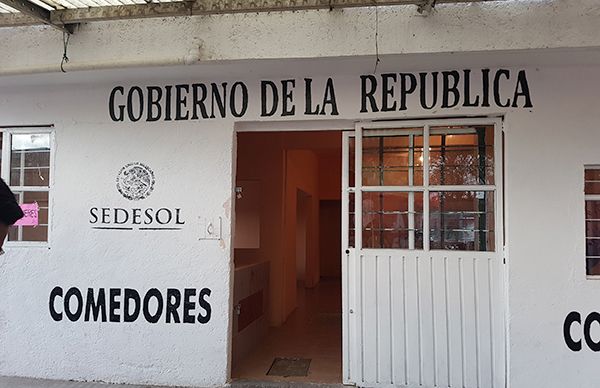 GOBIERNO DE LA REPUBLICA
SEDESOL
COMEDORES
CO